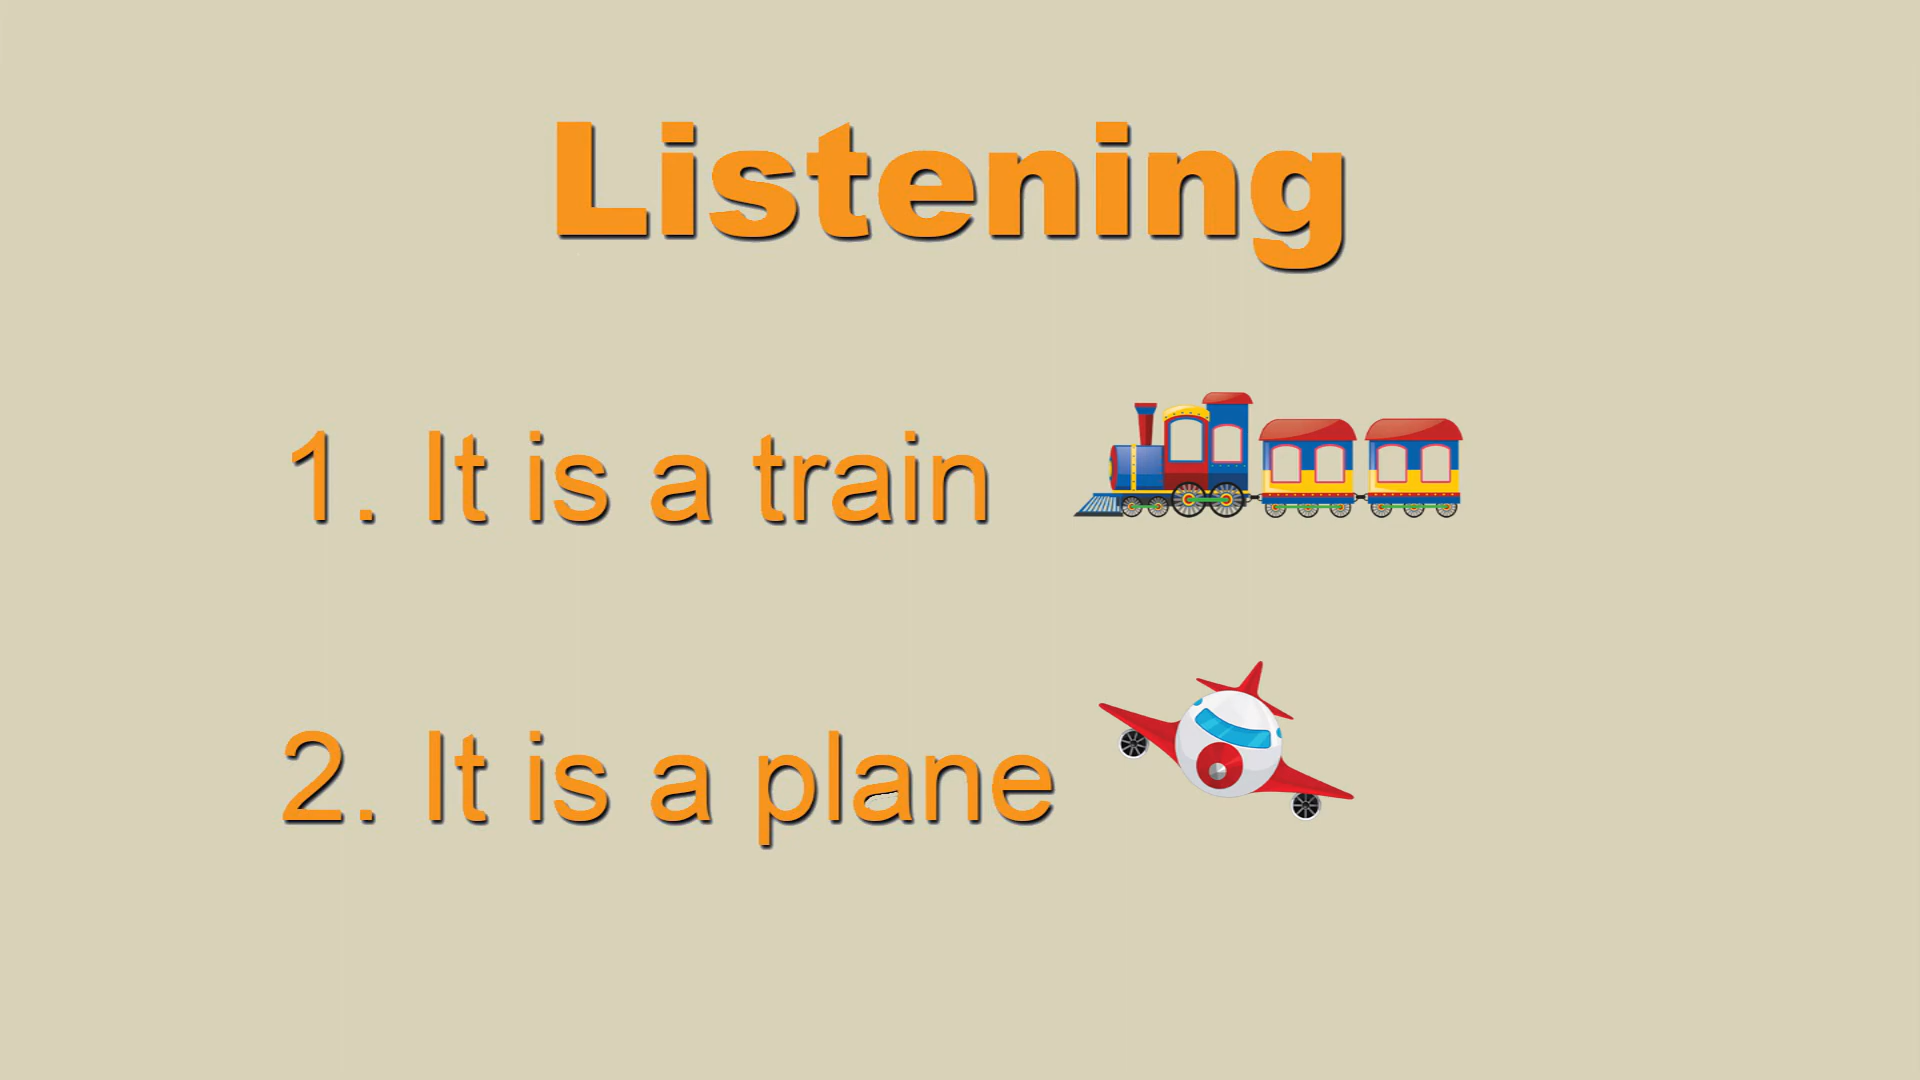 Listening
1. It is a train
2. It is a plane